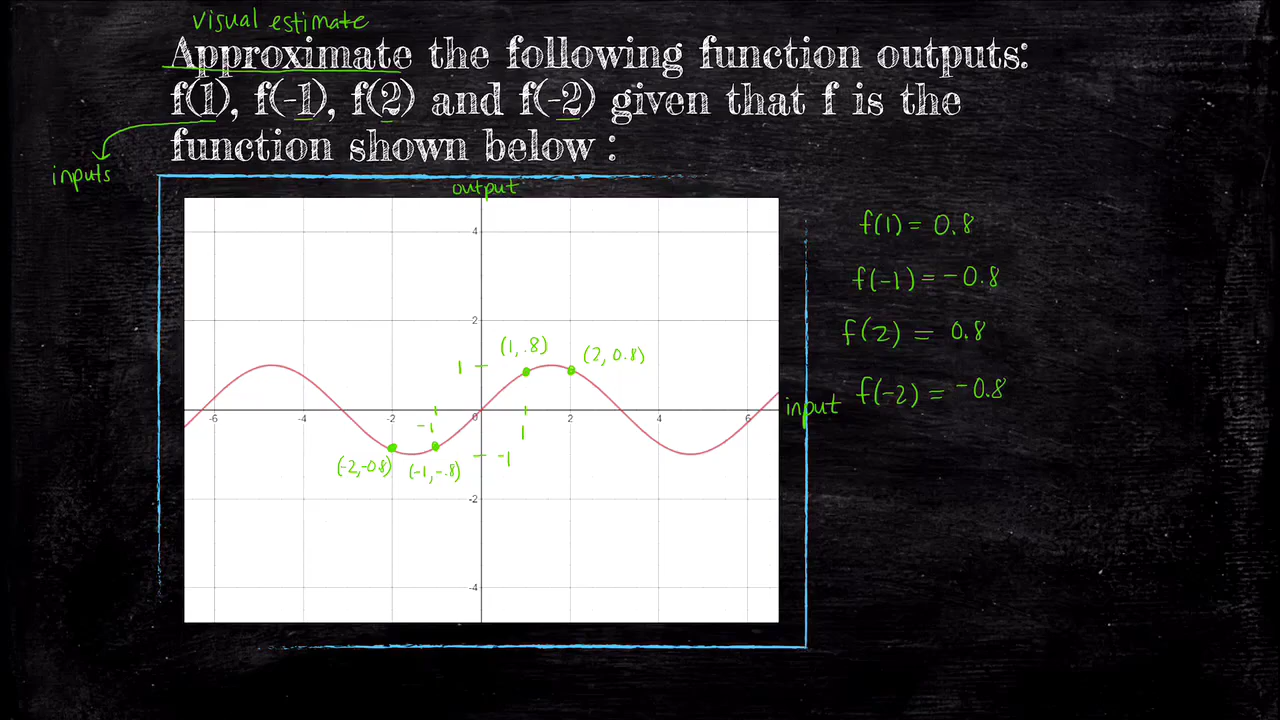 visual estimate
Approximate the following function outputs:
f(1), f(-1), f(2) and f(-2) given that f is the
function shown below :
inputs
output
f(1) = 0.8
4
f(-1) = -0.8
2
f(2) = 0.8
(1, .8)
(2, 0.8)
1
f(-2) = -0.8
input
-6
-4
-2
0
2
4
6
-1
1
(-2,-0.8)
(-1,-.8)
-1
-2
-4